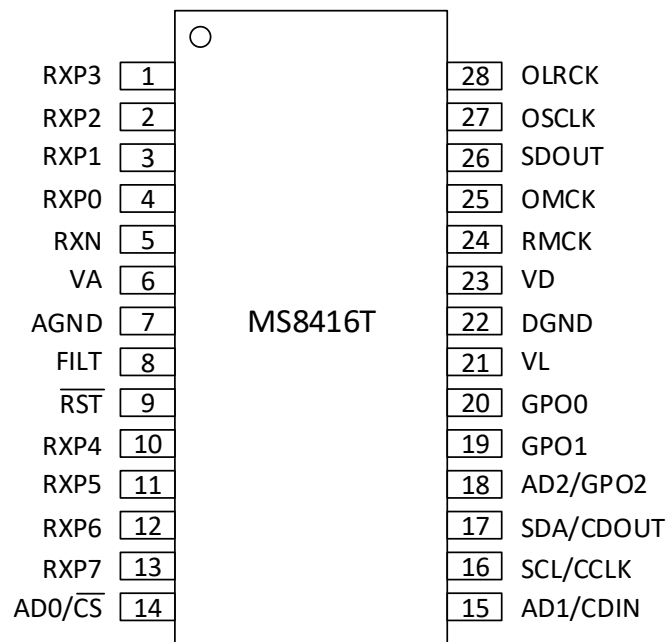 RXP3 1 28 OLRCK
RXP2 2 27 OSCLK
RXP1 3 26 SDOUT
RXP0 4 25 OMCK
RXN 5 24 RMCK
VA 6 23 VD
AGND 7 MS8416T 22 DGND
FILT 8 21 VL
R̅S̅T̅ 9 20 GPO0
RXP4 10 19 GPO1
RXP5 11 18 AD2/GPO2
RXP6 12 17 SDA/CDOUT
RXP7 13 16 SCL/CCLK
AD0/C̅S̅ 14 15 AD1/CDIN